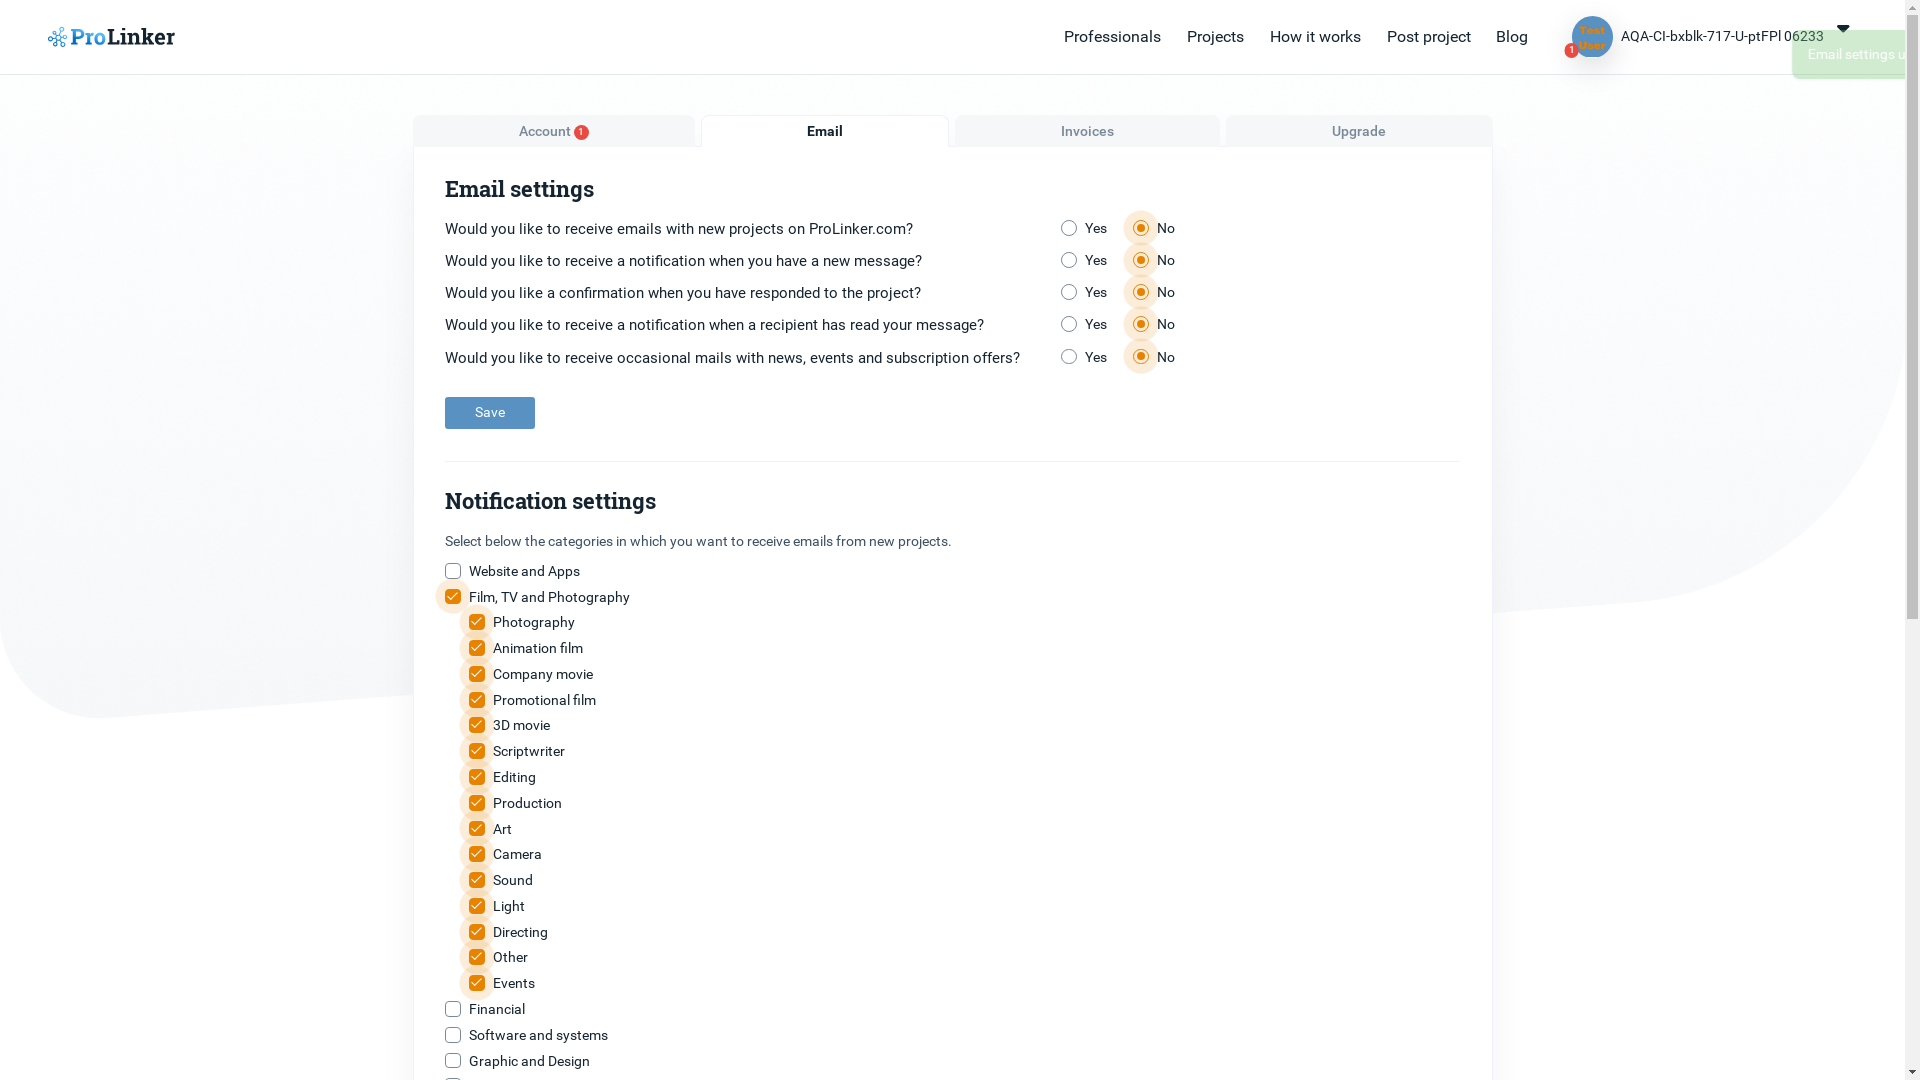 ProLinker
Professionals
Projects
How it works
Post project
Blog
Test
User
1
AQA-CI-bxblk-717-U-ptFPl 06233
Email settings
Account 1
Email
Invoices
Upgrade
Email settings
Would you like to receive emails with new projects on ProLinker.com? Yes No
Would you like to receive a notification when you have a new message? Yes No
Would you like a confirmation when you have responded to the project? Yes No
Would you like to receive a notification when a recipient has read your message? Yes No
Would you like to receive occasional mails with news, events and subscription offers? Yes No
Save
Notification settings
Select below the categories in which you want to receive emails from new projects.
Website and Apps
Film, TV and Photography
Photography
Animation film
Company movie
Promotional film
3D movie
Scriptwriter
Editing
Production
Art
Camera
Sound
Light
Directing
Other
Events
Financial
Software and systems
Graphic and Design